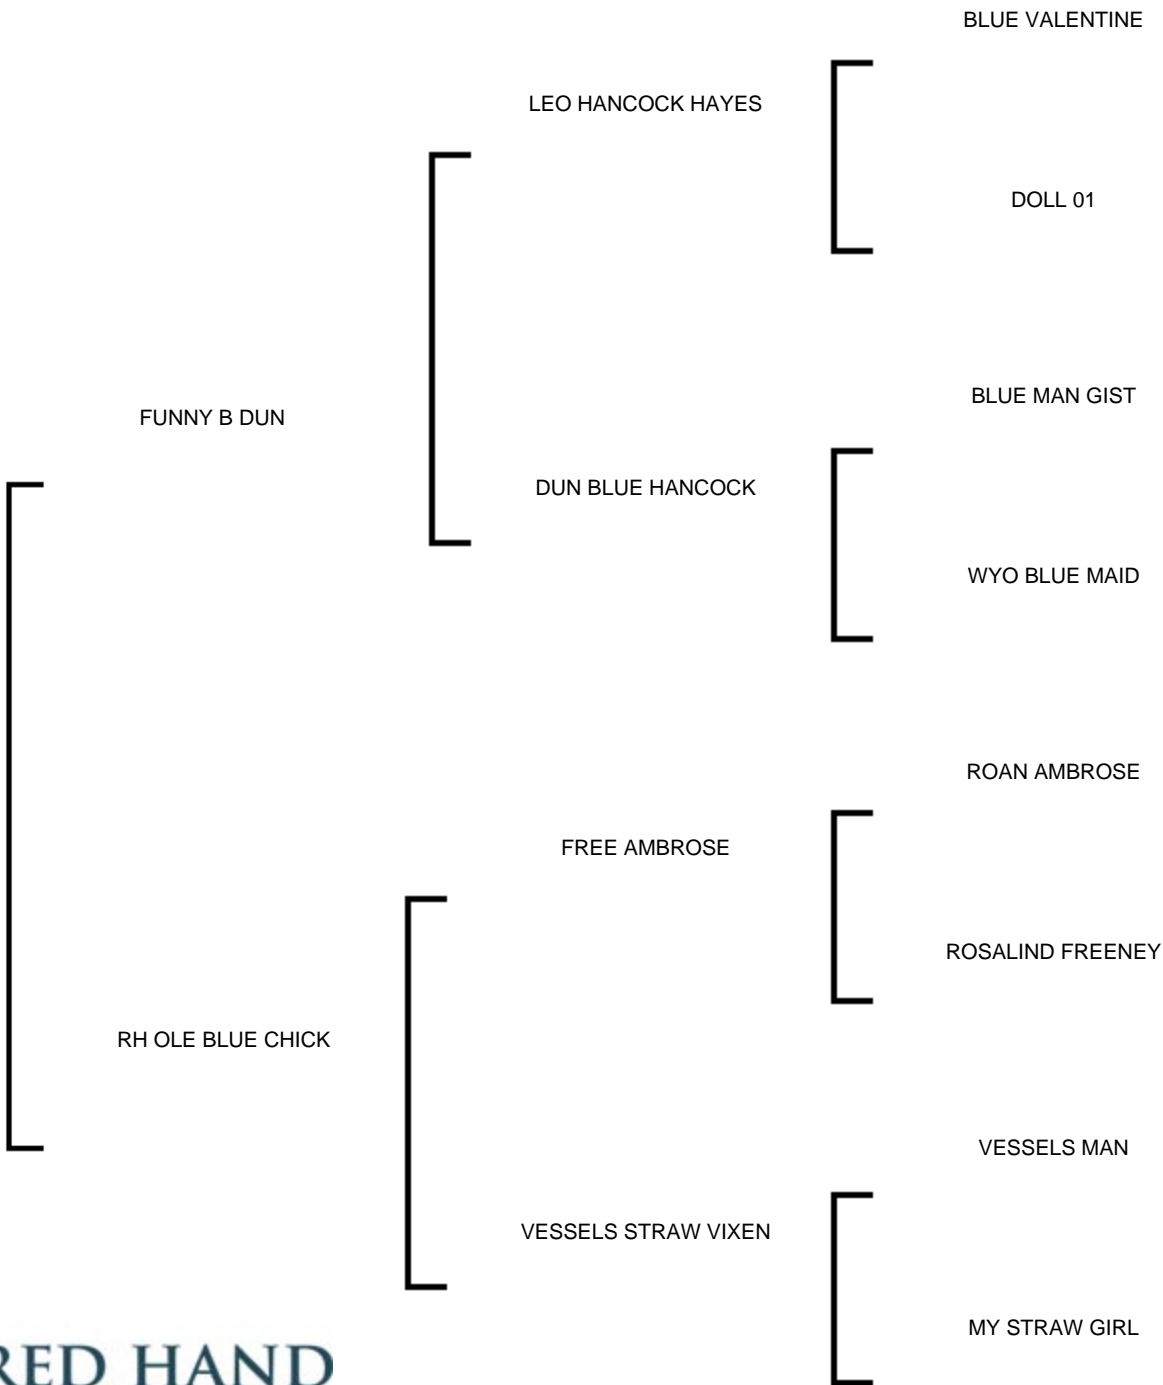 BLUE VALENTINE
LEO HANCOCK HAYES
DOLL 01
BLUE MAN GIST
FUNNY B DUN
DUN BLUE HANCOCK
WYO BLUE MAID
ROAN AMBROSE
FREE AMBROSE
ROSALIND FREENEY
RH OLE BLUE CHICK
VESSELS MAN
VESSELS STRAW VIXEN
MY STRAW GIRL
RED HAND